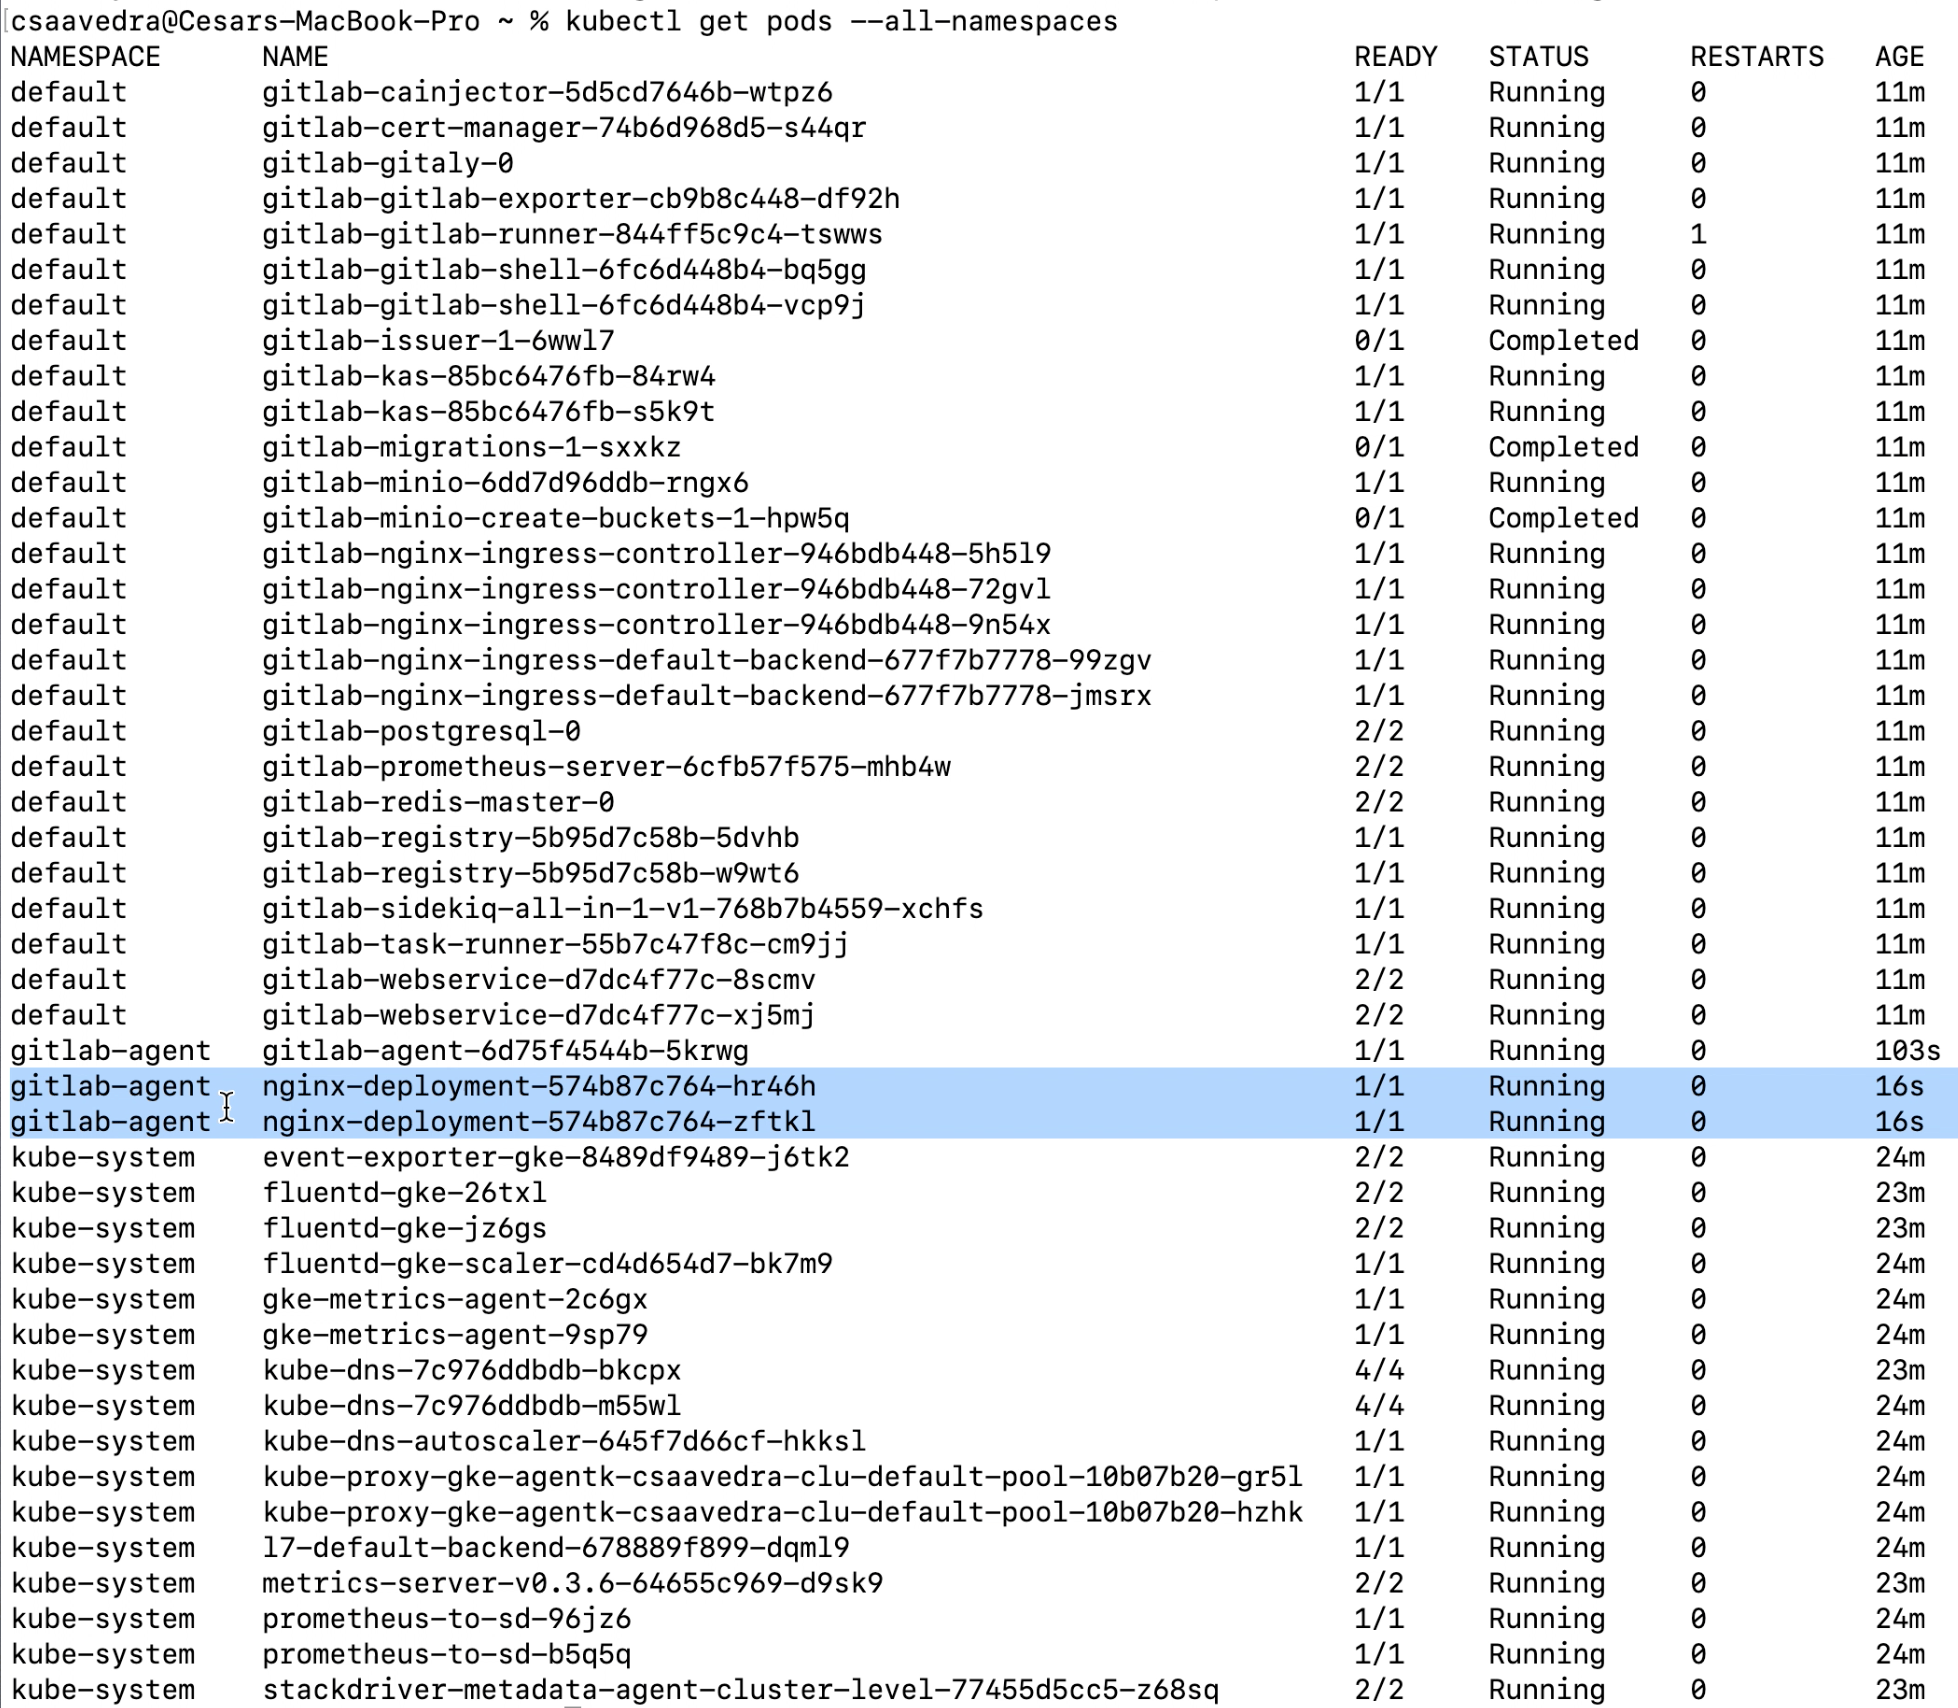 csaavedra@Cesars-MacBook-Pro ~ % kubectl get pods --all-namespaces
NAMESPACE NAME READY STATUS RESTARTS AGE
default gitlab-cainjector-5d5cd7646b-wtpz6 1/1 Running 0 11m
default gitlab-cert-manager-74b6d968d5-s44qr 1/1 Running 0 11m
default gitlab-gitaly-0 1/1 Running 0 11m
default gitlab-gitlab-exporter-cb9b8c448-df92h 1/1 Running 0 11m
default gitlab-gitlab-runner-844ff5c9c4-tswws 1/1 Running 1 11m
default gitlab-gitlab-shell-6fc6d448b4-bq5gg 1/1 Running 0 11m
default gitlab-gitlab-shell-6fc6d448b4-vcp9j 1/1 Running 0 11m
default gitlab-issuer-1-6wwl7 0/1 Completed 0 11m
default gitlab-kas-85bc6476fb-84rw4 1/1 Running 0 11m
default gitlab-kas-85bc6476fb-s5k9t 1/1 Running 0 11m
default gitlab-migrations-1-sxxkz 0/1 Completed 0 11m
default gitlab-minio-6dd7d96ddb-rngx6 1/1 Running 0 11m
default gitlab-minio-create-buckets-1-hpw5q 0/1 Completed 0 11m
default gitlab-nginx-ingress-controller-946bdb448-5h5l9 1/1 Running 0 11m
default gitlab-nginx-ingress-controller-946bdb448-72gvl 1/1 Running 0 11m
default gitlab-nginx-ingress-controller-946bdb448-9n54x 1/1 Running 0 11m
default gitlab-nginx-ingress-default-backend-677f7b7778-99zgv 1/1 Running 0 11m
default gitlab-nginx-ingress-default-backend-677f7b7778-jmsrx 1/1 Running 0 11m
default gitlab-postgresql-0 2/2 Running 0 11m
default gitlab-prometheus-server-6cfb57f575-mhb4w 2/2 Running 0 11m
default gitlab-redis-master-0 2/2 Running 0 11m
default gitlab-registry-5b95d7c58b-5dvhb 1/1 Running 0 11m
default gitlab-registry-5b95d7c58b-w9wt6 1/1 Running 0 11m
default gitlab-sidekiq-all-in-1-v1-768b7b4559-xchfs 1/1 Running 0 11m
default gitlab-task-runner-55b7c47f8c-cm9jj 1/1 Running 0 11m
default gitlab-webservice-d7dc4f77c-8scmv 2/2 Running 0 11m
default gitlab-webservice-d7dc4f77c-xj5mj 2/2 Running 0 11m
gitlab-agent gitlab-agent-6d75f4544b-5krwg 1/1 Running 0 103s
gitlab-agent nginx-deployment-574b87c764-hr46h 1/1 Running 0 16s
gitlab-agent nginx-deployment-574b87c764-zftkl 1/1 Running 0 16s
kube-system event-exporter-gke-8489df9489-j6tk2 2/2 Running 0 24m
kube-system fluentd-gke-26txl 2/2 Running 0 23m
kube-system fluentd-gke-jz6gs 2/2 Running 0 23m
kube-system fluentd-gke-scaler-cd4d654d7-bk7m9 1/1 Running 0 24m
kube-system gke-metrics-agent-2c6gx 1/1 Running 0 24m
kube-system gke-metrics-agent-9sp79 1/1 Running 0 24m
kube-system kube-dns-7c976ddbdb-bkcpx 4/4 Running 0 23m
kube-system kube-dns-7c976ddbdb-m55wl 4/4 Running 0 24m
kube-system kube-dns-autoscaler-645f7d66cf-hkksl 1/1 Running 0 24m
kube-system kube-proxy-gke-agentk-csaavedra-clu-default-pool-10b07b20-gr5l 1/1 Running 0 24m
kube-system kube-proxy-gke-agentk-csaavedra-clu-default-pool-10b07b20-hzhk 1/1 Running 0 24m
kube-system l7-default-backend-678889f899-dqml9 1/1 Running 0 24m
kube-system metrics-server-v0.3.6-64655c969-d9sk9 2/2 Running 0 23m
kube-system prometheus-to-sd-96jz6 1/1 Running 0 24m
kube-system prometheus-to-sd-b5q5q 1/1 Running 0 24m
kube-system stackdriver-metadata-agent-cluster-level-77455d5cc5-z68sq 2/2 Running 0 23m